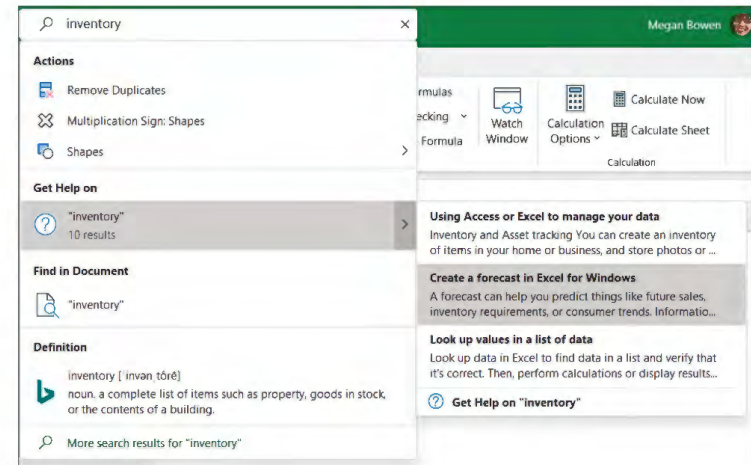 inventory
Megan Bowen
Actions
Remove Duplicates
Multiplication Sign: Shapes
Shapes
Get Help on
"inventory"
10 results
Find in Document
"inventory"
Definition
inventory [ˈinvənˌtôrē]
noun. a complete list of items such as property, goods in stock,
or the contents of a building.
More search results for "inventory"
rmulas
ecking
Formula
Watch
Window
Calculation
Options
Calculate Now
Calculate Sheet
Calculation
Using Access or Excel to manage your data
Inventory and Asset tracking You can create an inventory
of items in your home or business, and store photos or ...
Create a forecast in Excel for Windows
A forecast can help you predict things like future sales,
inventory requirements, or consumer trends. Informatio...
Look up values in a list of data
Look up data in Excel to find data in a list and verify that
it's correct. Then, perform calculations or display results...
Get Help on "inventory"